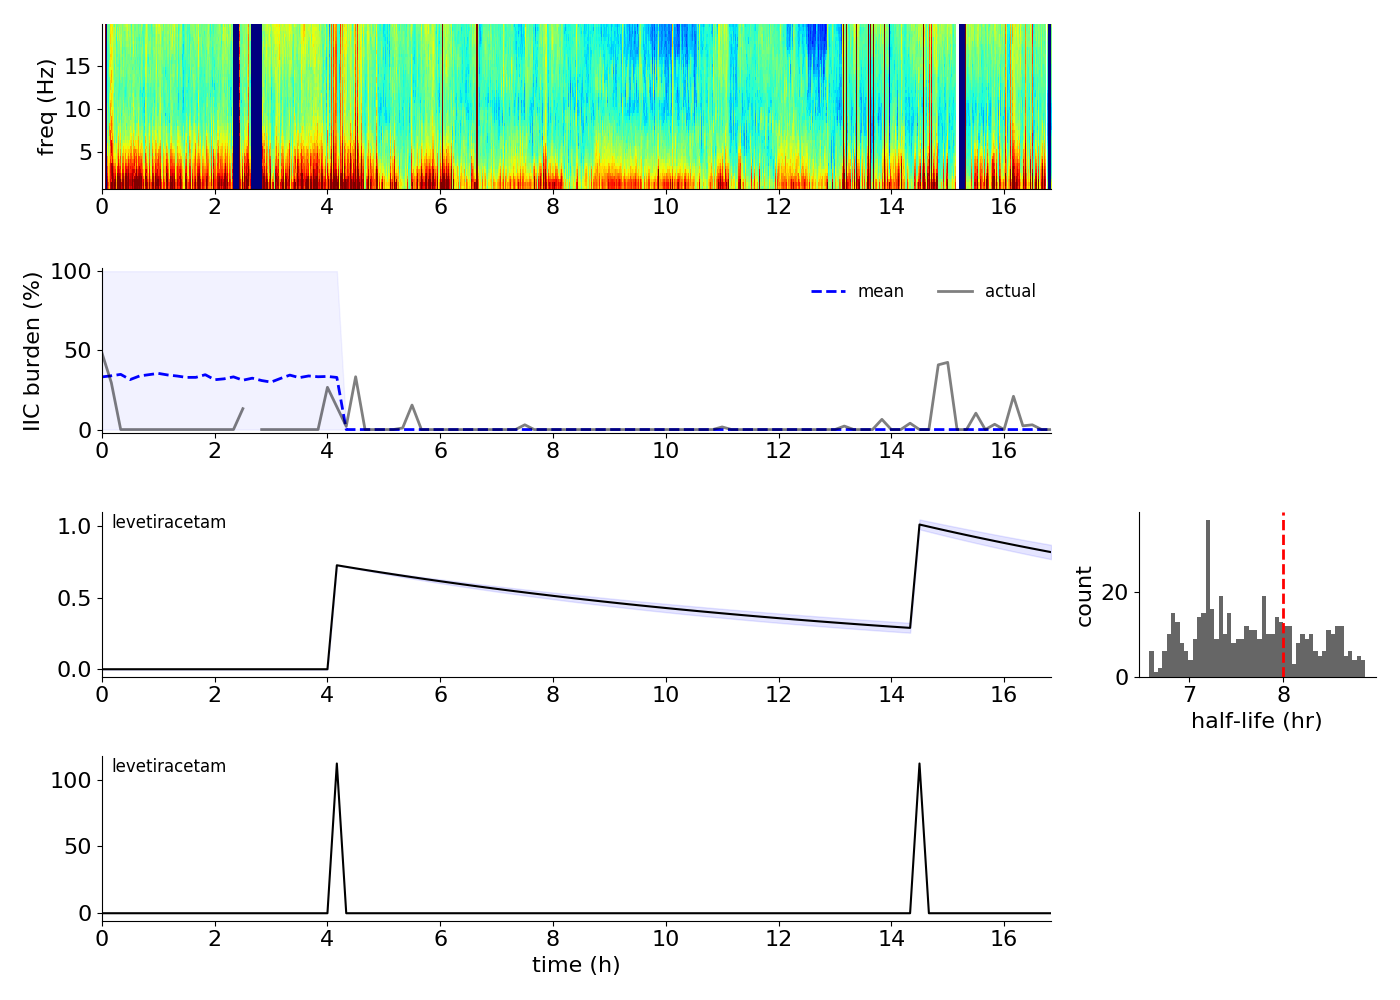 freq (Hz)
15
10
5
0 2 4 6 8 10 12 14 16
IIC burden (%)
100
50
0
mean actual
0 2 4 6 8 10 12 14 16
levetiracetam
1.0
0.5
0.0
0 2 4 6 8 10 12 14 16
count
20
0
7 8
half-life (hr)
levetiracetam
100
50
0
0 2 4 6 8 10 12 14 16
time (h)